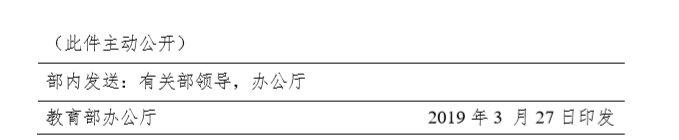 （此件主动公开）
部内发送：有关部领导，办公厅
教育部办公厅 2019 年 3 月 27 日印发